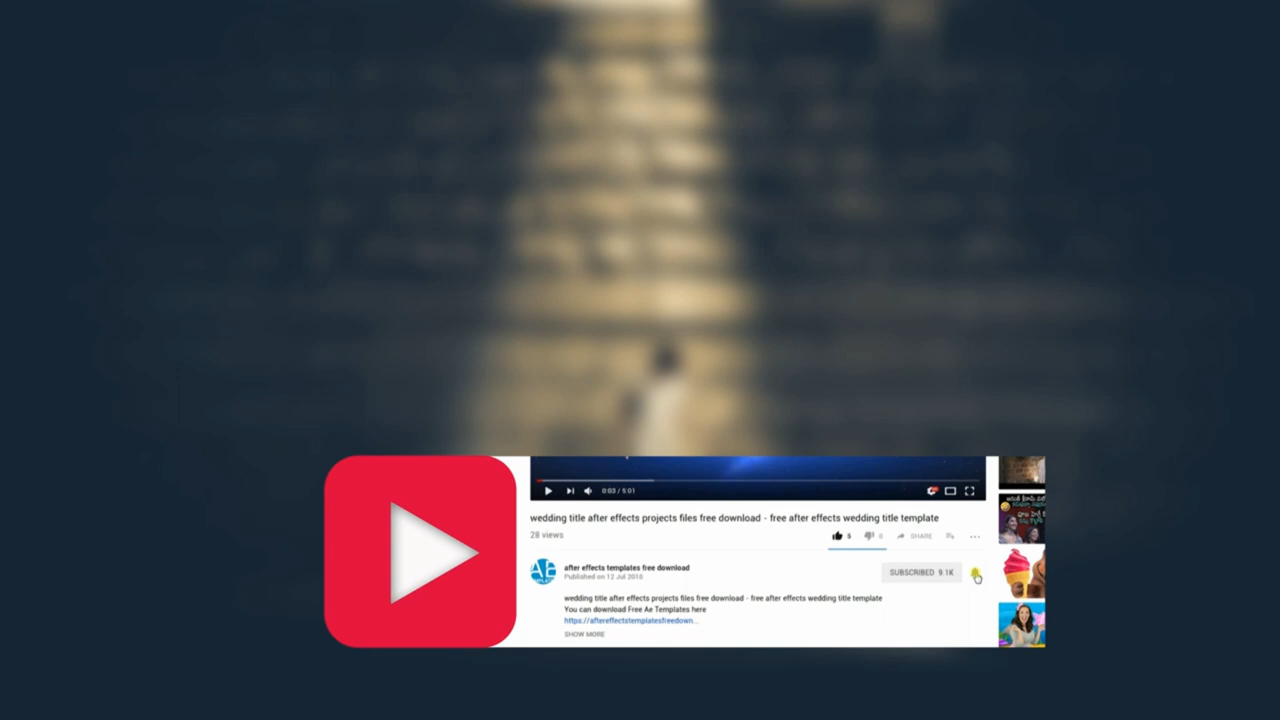 0:03 / 5:01
wedding title after effects projects files free download - free after effects wedding title template
28 views
5
0
SHARE
AE
after effects templates free download
Published on 12 Jul 2018
SUBSCRIBED 9.1K
wedding title after effects projects files free download - free after effects wedding title template
You can download Free Ae Templates here
https://aftereffectstemplatesfreedown...
SHOW MORE